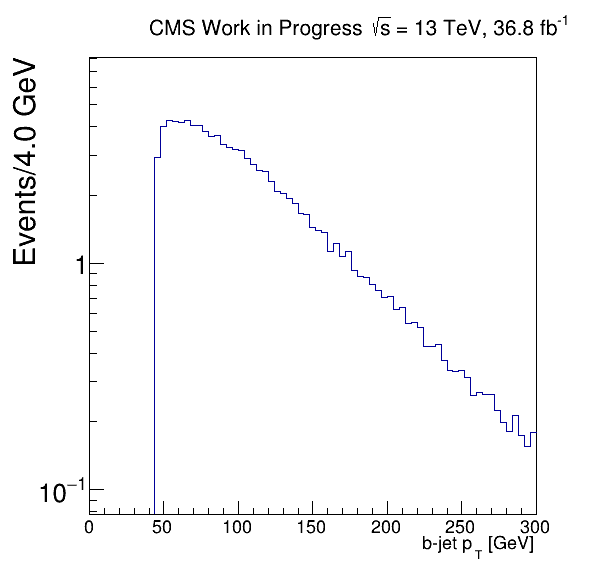 CMS Work in Progress √s = 13 TeV, 36.8 fb⁻¹
Events/4.0 GeV
1
10⁻¹
0 50 100 150 200 250 300
b-jet p_T [GeV]